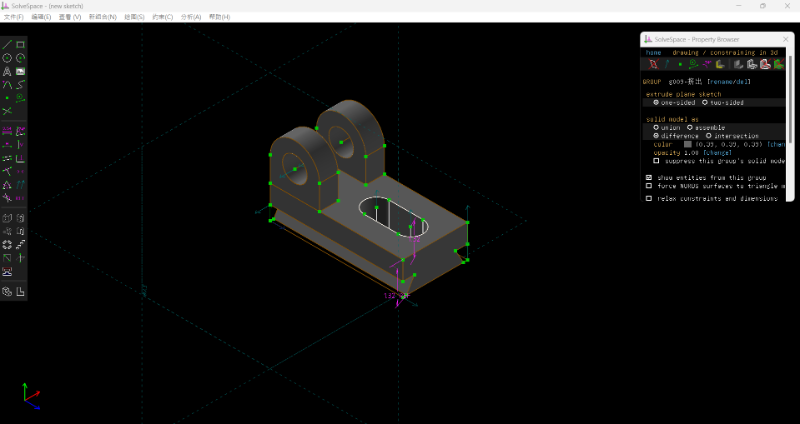 SolveSpace - (new sketch)
文件(F) 编辑(E) 查看 (V) 新组合(N) 绘图(S) 约束(C) 分析(A) 帮助(H)
SolveSpace - Property Browser
home drawing / constraining in 3d
GROUP g009-挤出 [rename/del]
extrude plane sketch
one-sided two-sided
solid model as
union assemble
difference intersection
color (0.39, 0.39, 0.39) [chan
opacity 1.00 [change]
suppress this group's solid mode
show entities from this group
force NURBS surfaces to triangle m
relax constraints and dimensions